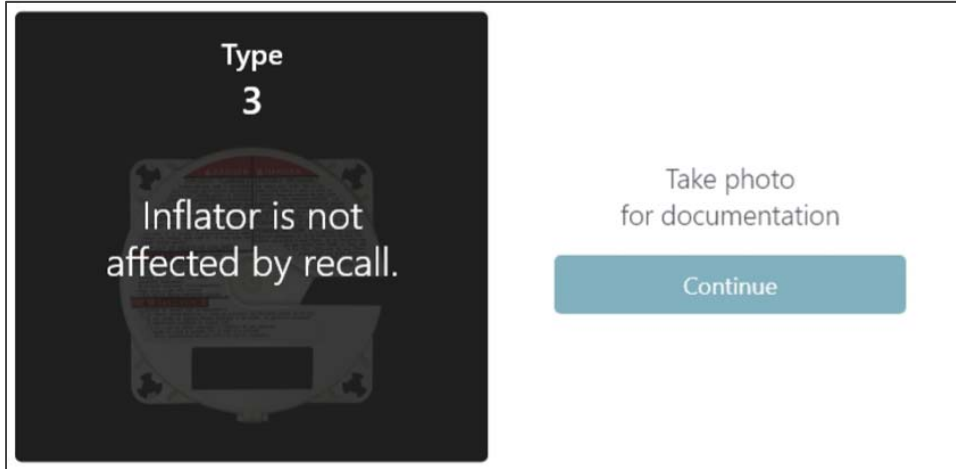 Type
3
Inflator is not
affected by recall.
Take photo
for documentation
Continue